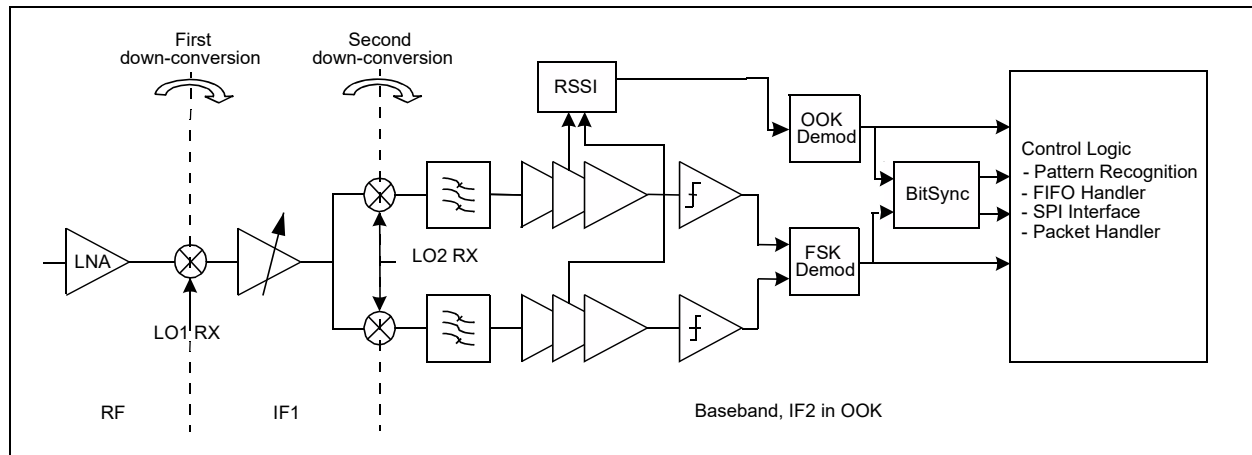 First
down-conversion
Second
down-conversion
RSSI
OOK
Demod
Control Logic
- Pattern Recognition
- FIFO Handler
- SPI Interface
- Packet Handler
BitSync
LNA
LO2 RX
FSK
Demod
LO1 RX
RF
IF1
Baseband, IF2 in OOK